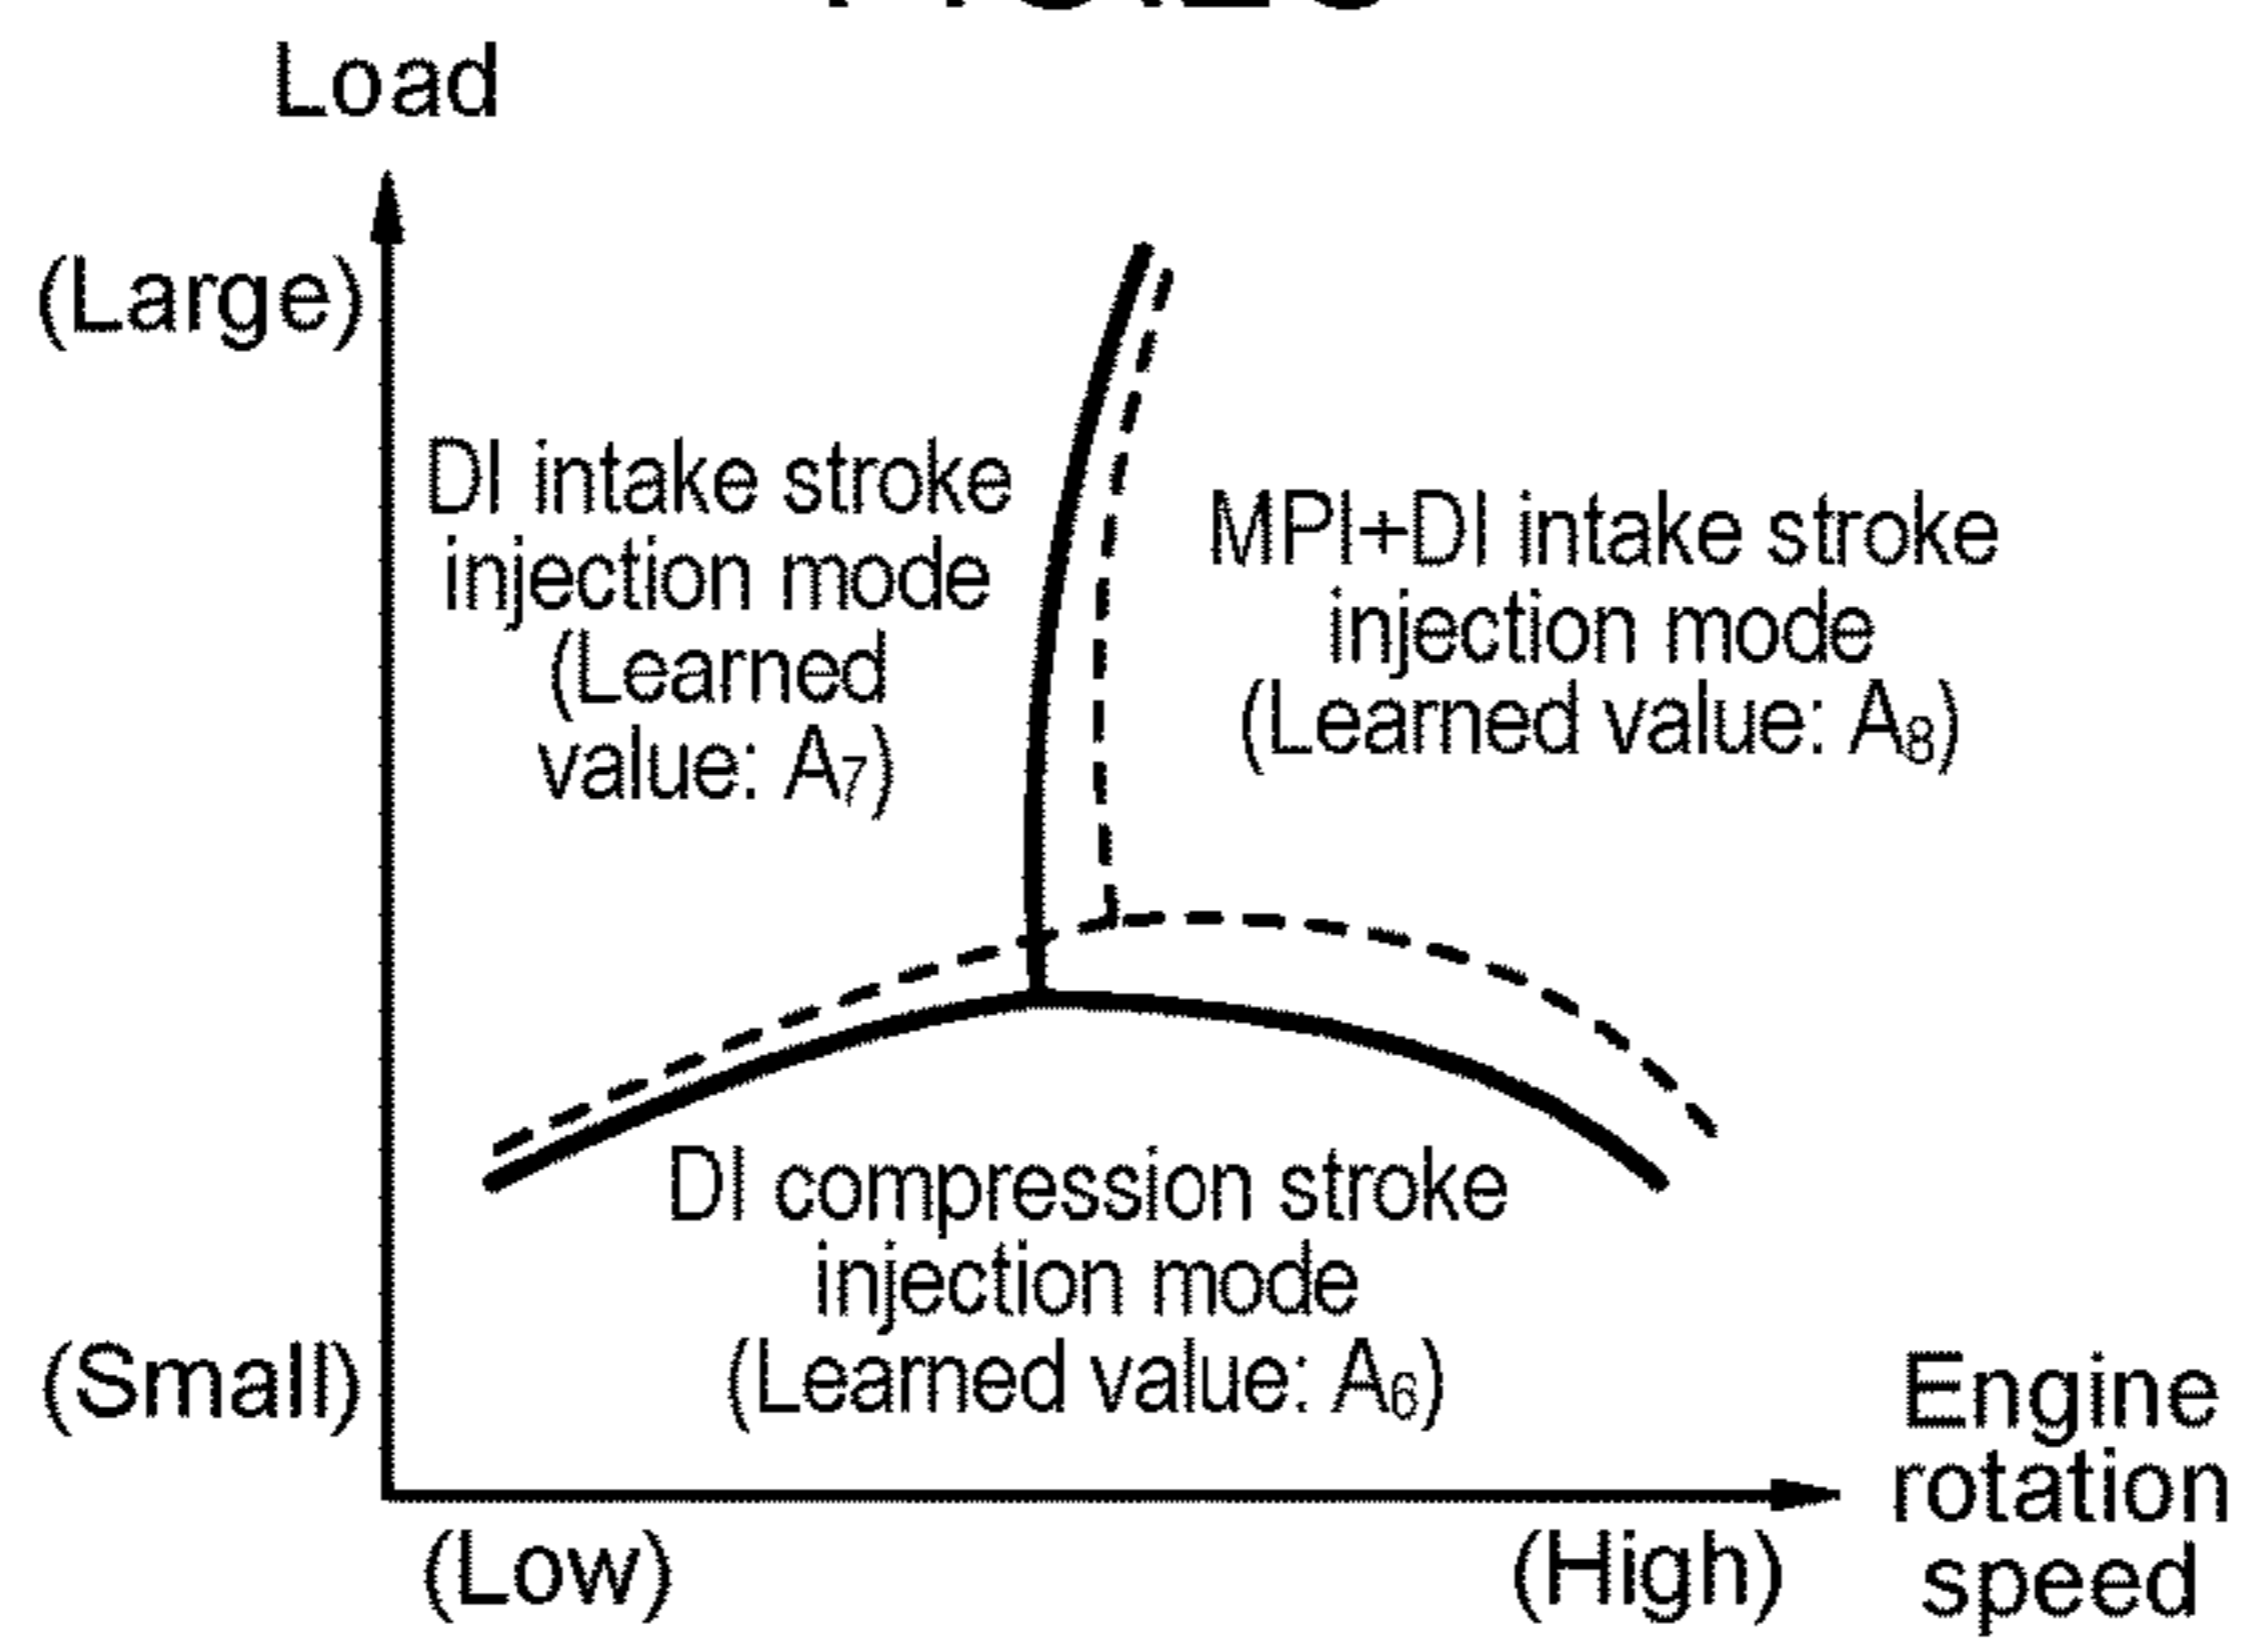 Load
(Large)
DI intake stroke
injection mode
(Learned
value: A7)
MPI+DI intake stroke
injection mode
(Learned value: A8)
DI compression stroke
injection mode
(Learned value: A6)
(Small)
Engine
rotation
speed
(Low)
(High)